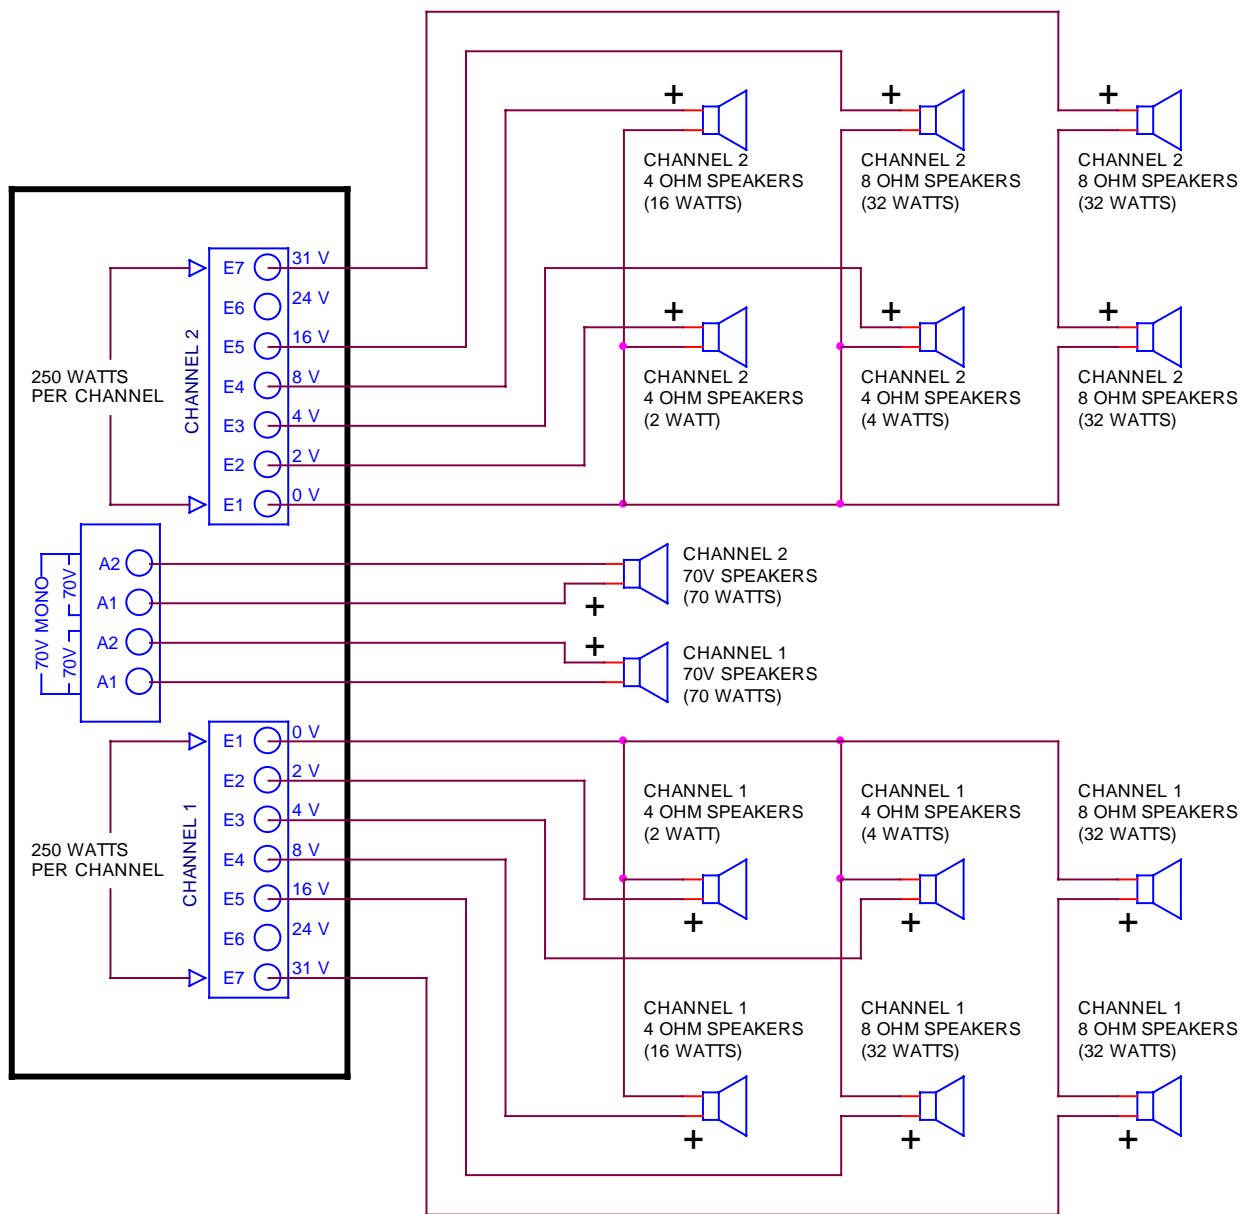 +
+
+
CHANNEL 2
4 OHM SPEAKERS
(16 WATTS)
CHANNEL 2
8 OHM SPEAKERS
(32 WATTS)
CHANNEL 2
8 OHM SPEAKERS
(32 WATTS)
E7
31 V
E6
24 V
E5
16 V
E4
8 V
E3
4 V
E2
2 V
E1
0 V
CHANNEL 2
250 WATTS
PER CHANNEL
+
+
+
CHANNEL 2
4 OHM SPEAKERS
(2 WATT)
CHANNEL 2
4 OHM SPEAKERS
(4 WATTS)
CHANNEL 2
8 OHM SPEAKERS
(32 WATTS)
70V MONO
70V
70V
A2
A1
A2
A1
CHANNEL 2
70V SPEAKERS
(70 WATTS)
+
+
CHANNEL 1
70V SPEAKERS
(70 WATTS)
E1
0 V
E2
2 V
E3
4 V
E4
8 V
E5
16 V
E6
24 V
E7
31 V
CHANNEL 1
250 WATTS
PER CHANNEL
CHANNEL 1
4 OHM SPEAKERS
(2 WATT)
CHANNEL 1
4 OHM SPEAKERS
(4 WATTS)
CHANNEL 1
8 OHM SPEAKERS
(32 WATTS)
+
+
+
CHANNEL 1
4 OHM SPEAKERS
(16 WATTS)
CHANNEL 1
8 OHM SPEAKERS
(32 WATTS)
CHANNEL 1
8 OHM SPEAKERS
(32 WATTS)
+
+
+